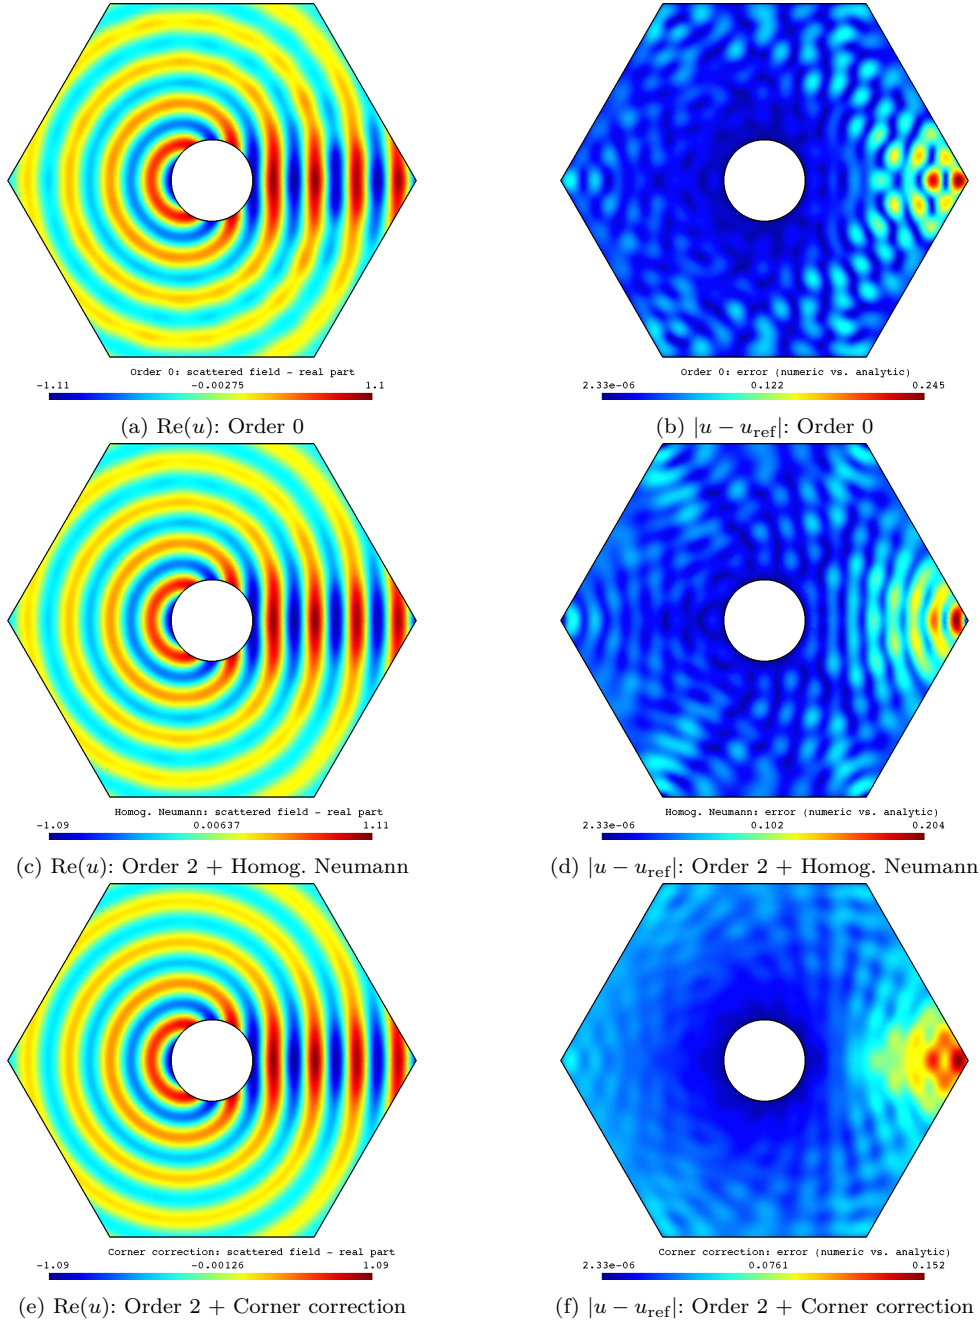 Order 0: scattered field - real part
-1.11 -0.00275 1.1
(a) Re(u): Order 0
Order 0: error (numeric vs. analytic)
2.33e-06 0.122 0.245
(b) |u − u_ref|: Order 0
Homog. Neumann: scattered field - real part
-1.09 0.00637 1.11
(c) Re(u): Order 2 + Homog. Neumann
Homog. Neumann: error (numeric vs. analytic)
2.33e-06 0.102 0.204
(d) |u − u_ref|: Order 2 + Homog. Neumann
Corner correction: scattered field - real part
-1.09 -0.00126 1.09
(e) Re(u): Order 2 + Corner correction
Corner correction: error (numeric vs. analytic)
2.33e-06 0.0761 0.152
(f) |u − u_ref|: Order 2 + Corner correction